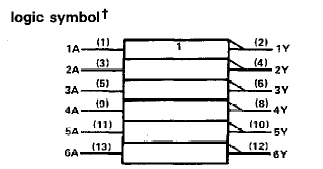 logic symbol†
1A (1) 1 (2) 1Y
2A (3) (4) 2Y
3A (5) (6) 3Y
4A (9) (8) 4Y
5A (11) (10) 5Y
6A (13) (12) 6Y